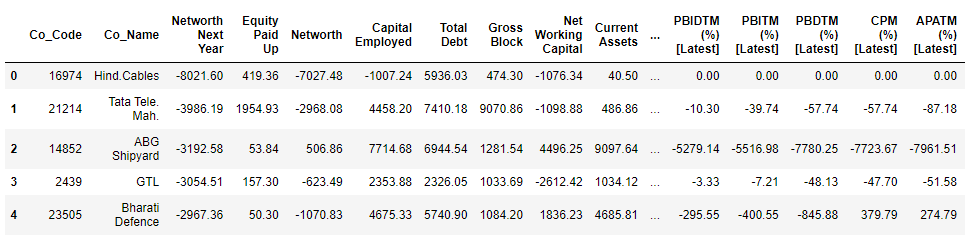 Co_Code Co_Name Networth Next Year Equity Paid Up Networth Capital Employed Total Debt Gross Block Net Working Capital Current Assets ... PBIDTM (%) [Latest] PBITM (%) [Latest] PBDTM (%) [Latest] CPM (%) [Latest] APATM (%) [Latest]
0 16974 Hind.Cables -8021.60 419.36 -7027.48 -1007.24 5936.03 474.30 -1076.34 40.50 ... 0.00 0.00 0.00 0.00 0.00
1 21214 Tata Tele. Mah. -3986.19 1954.93 -2968.08 4458.20 7410.18 9070.86 -1098.88 486.86 ... -10.30 -39.74 -57.74 -57.74 -87.18
2 14852 ABG Shipyard -3192.58 53.84 506.86 7714.68 6944.54 1281.54 4496.25 9097.64 ... -5279.14 -5516.98 -7780.25 -7723.67 -7961.51
3 2439 GTL -3054.51 157.30 -623.49 2353.88 2326.05 1033.69 -2612.42 1034.12 ... -3.33 -7.21 -48.13 -47.70 -51.58
4 23505 Bharati Defence -2967.36 50.30 -1070.83 4675.33 5740.90 1084.20 1836.23 4685.81 ... -295.55 -400.55 -845.88 379.79 274.79